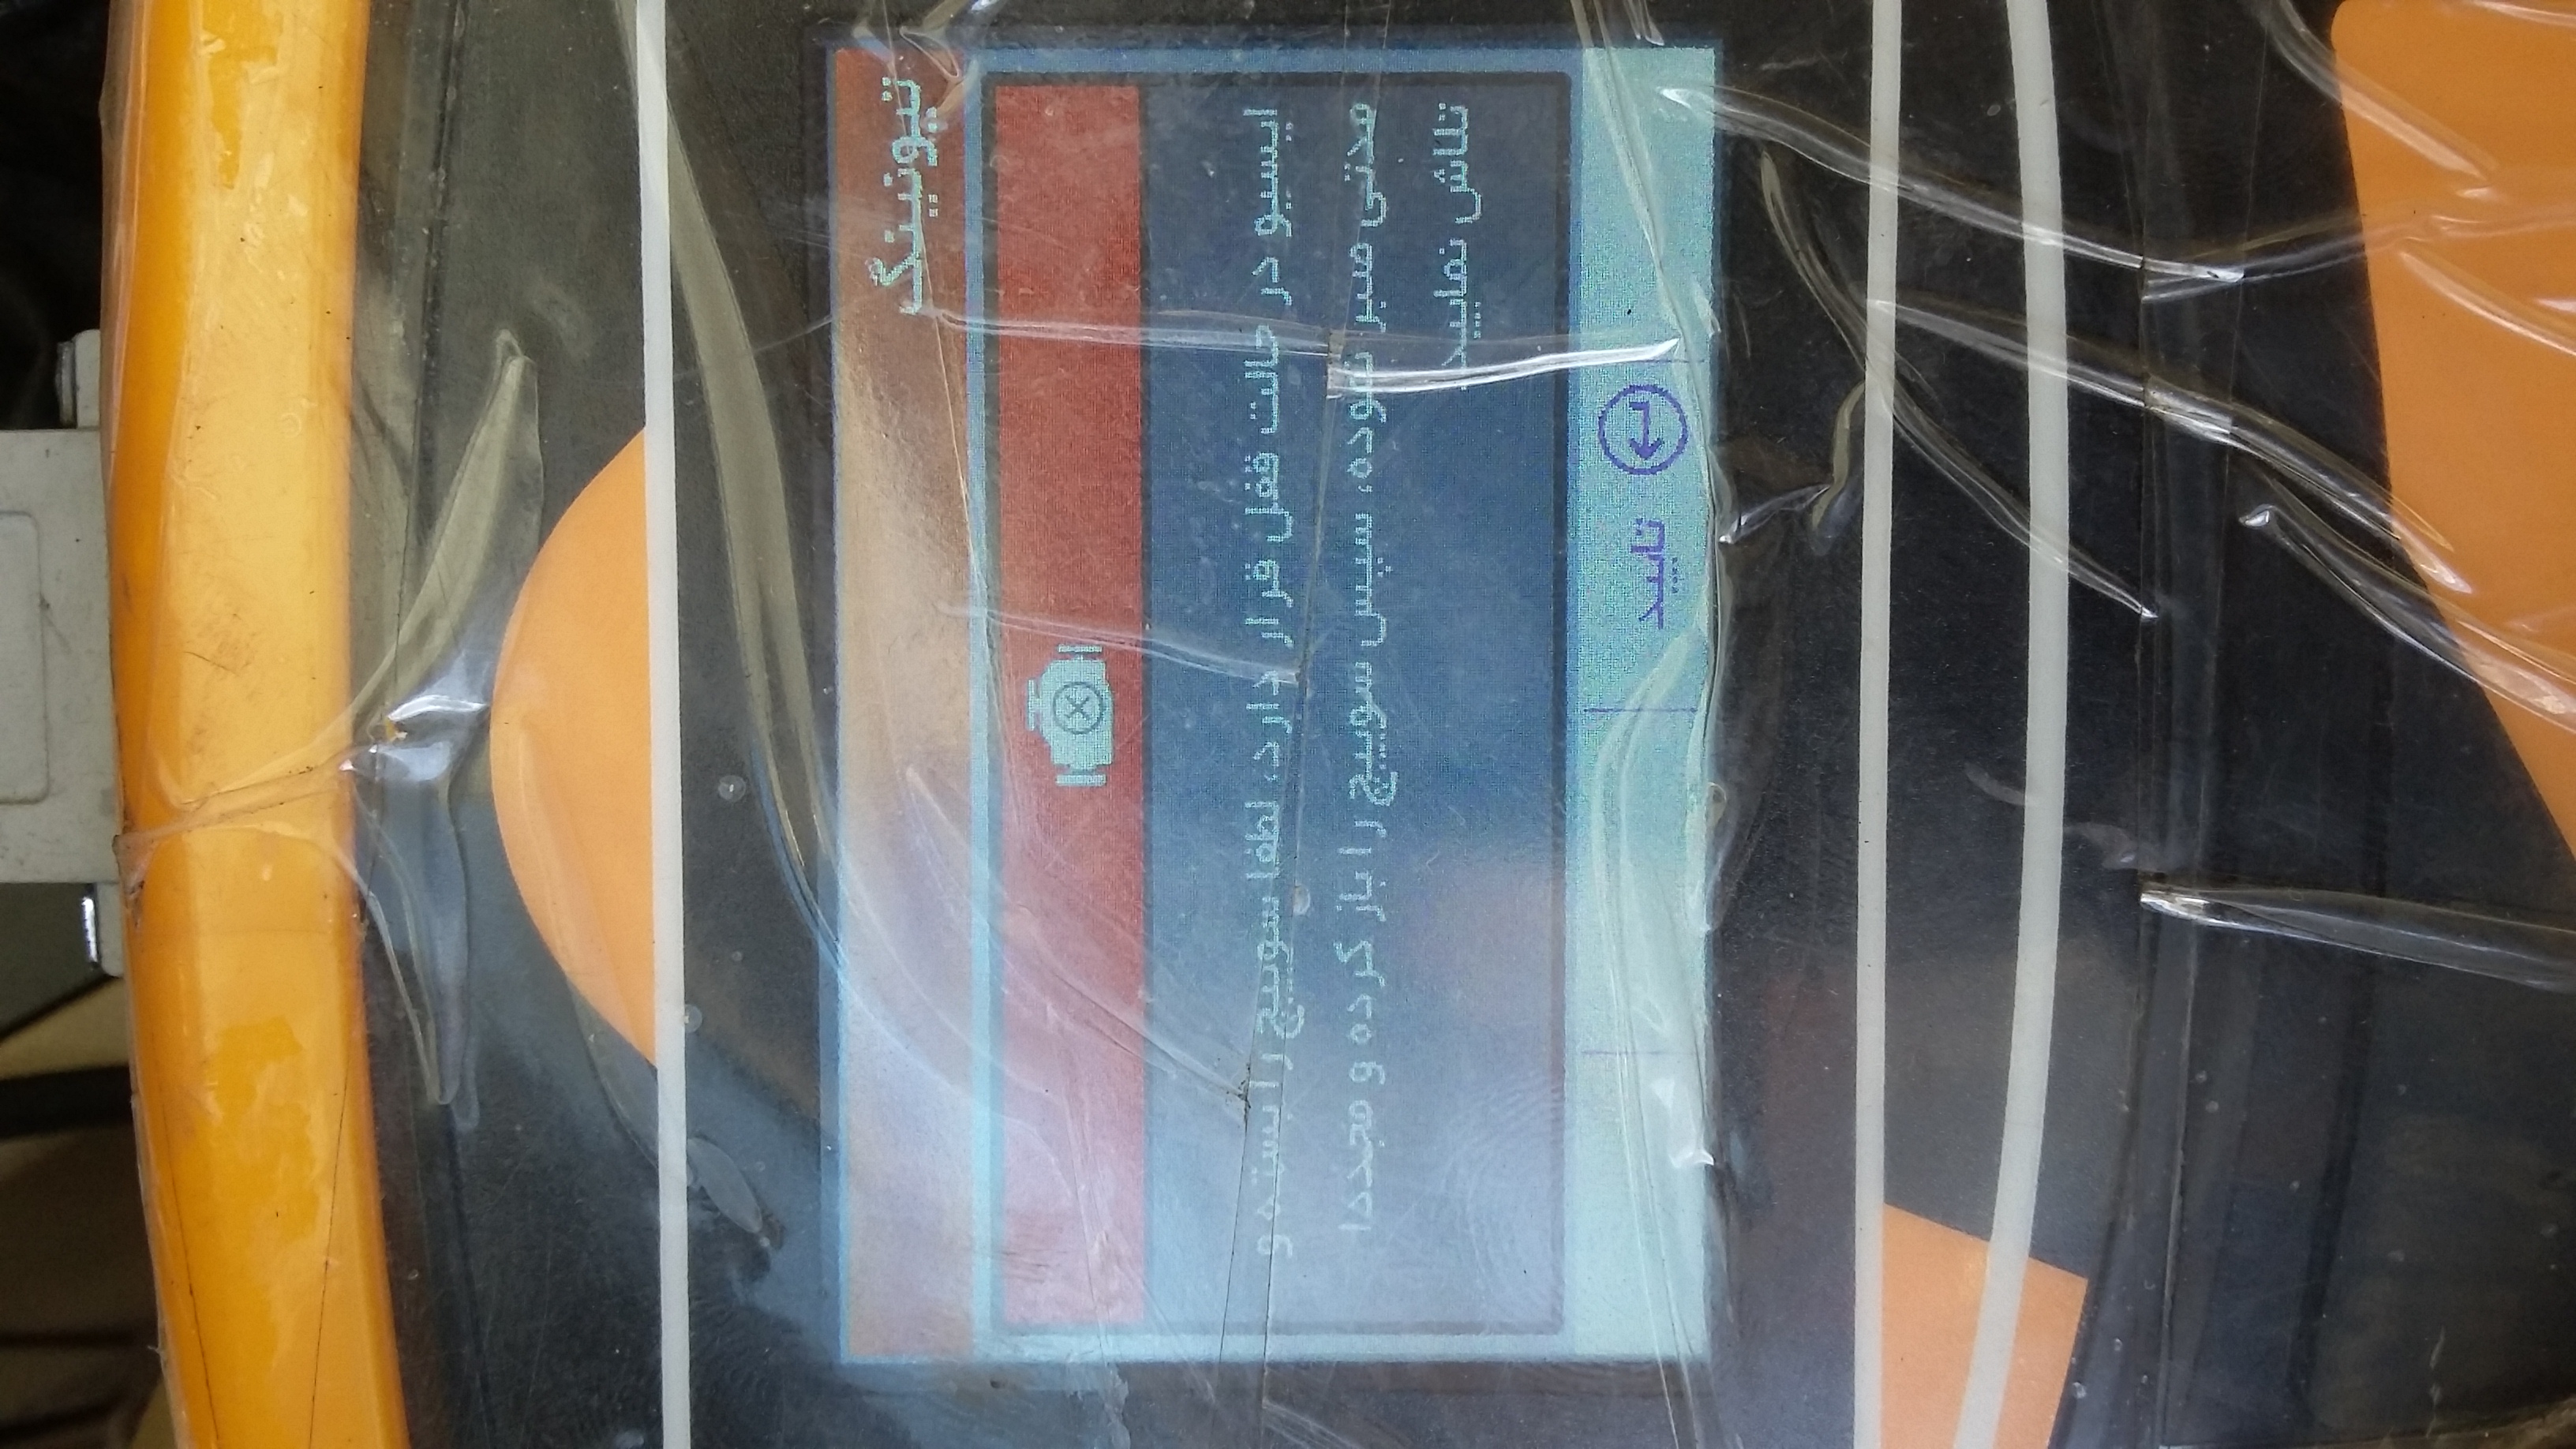 تیونینگ
ایسیو در حالت قفل قرار دارد، لطفا سوییچ را بسته و
مدتی صبر نموده، سپس سوییچ را باز کرده و مجددا
تلاش نمایید
تایید